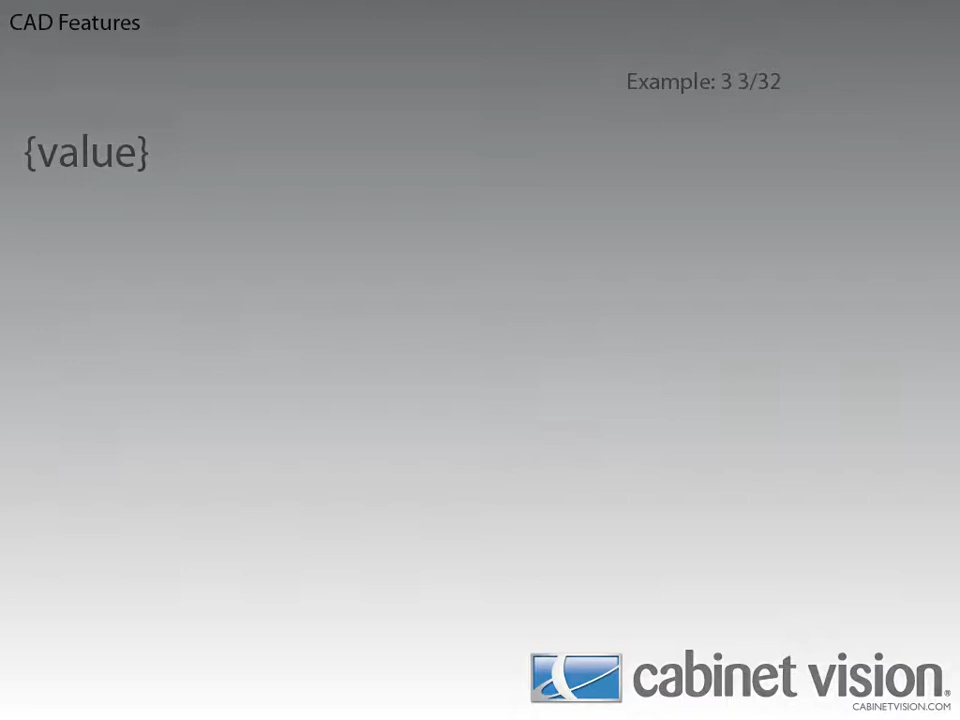 CAD Features
Example: 3 3/32
{value}
cabinet vision®
CABINETVISION.COM